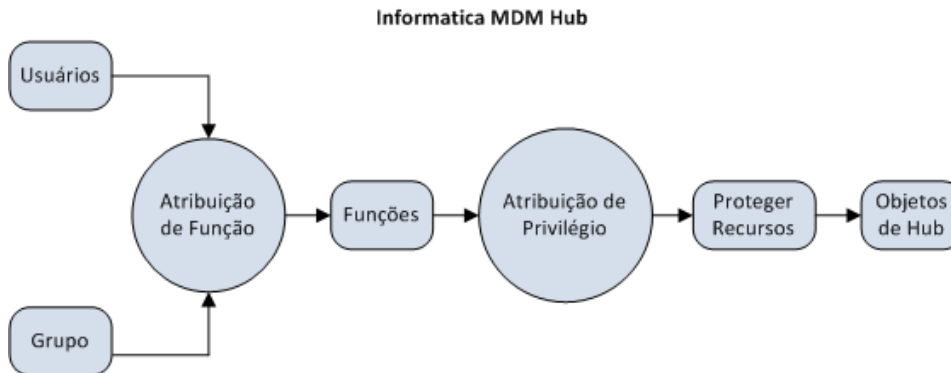 Informatica MDM Hub
Usuários
Atribuição
de Função
Funções
Atribuição de
Privilégio
Proteger
Recursos
Objetos
de Hub
Grupo